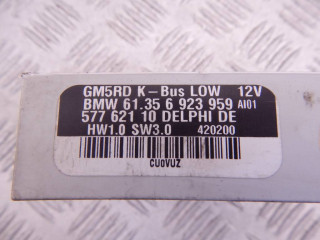 GM5RD K-Bus LOW 12V
BMW 61.35 6 923 959 AI01
577 621 10 DELPHI DE
HW1.0 SW3.0 420200
CU0VUZ